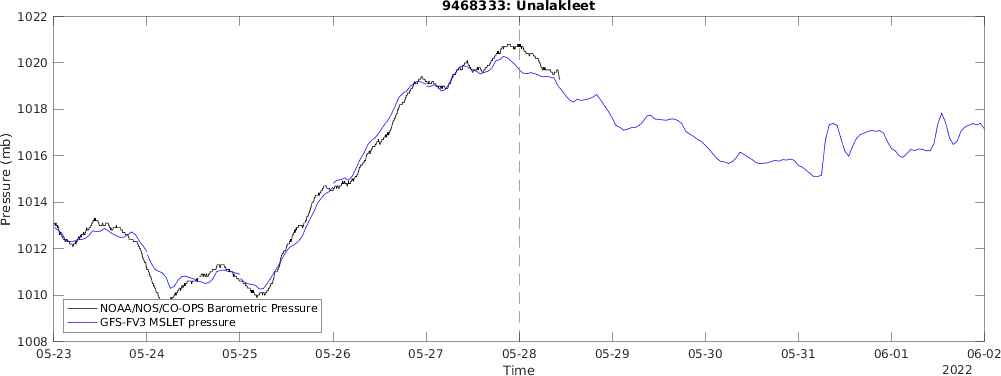 9468333: Unalakleet
1022
1020
1018
1016
1014
1012
1010
1008
Pressure (mb)
NOAA/NOS/CO-OPS Barometric Pressure
GFS-FV3 MSLET pressure
05-23 05-24 05-25 05-26 05-27 05-28 05-29 05-30 05-31 06-01 06-02
Time
2022